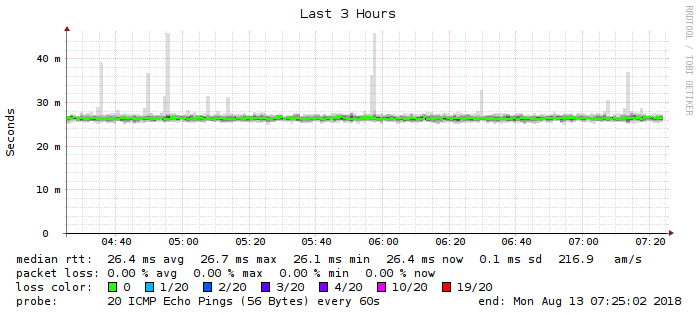 Last 3 Hours
RRDTOOL / TOBI OETIKER
Seconds
40 m
30 m
20 m
10 m
0
04:40 05:00 05:20 05:40 06:00 06:20 06:40 07:00 07:20
median rtt: 26.4 ms avg 26.7 ms max 26.1 ms min 26.4 ms now 0.1 ms sd 216.9 am/s
packet loss: 0.00 % avg 0.00 % max 0.00 % min 0.00 % now
loss color: 0 1/20 2/20 3/20 4/20 10/20 19/20
probe: 20 ICMP Echo Pings (56 Bytes) every 60s end: Mon Aug 13 07:25:02 2018